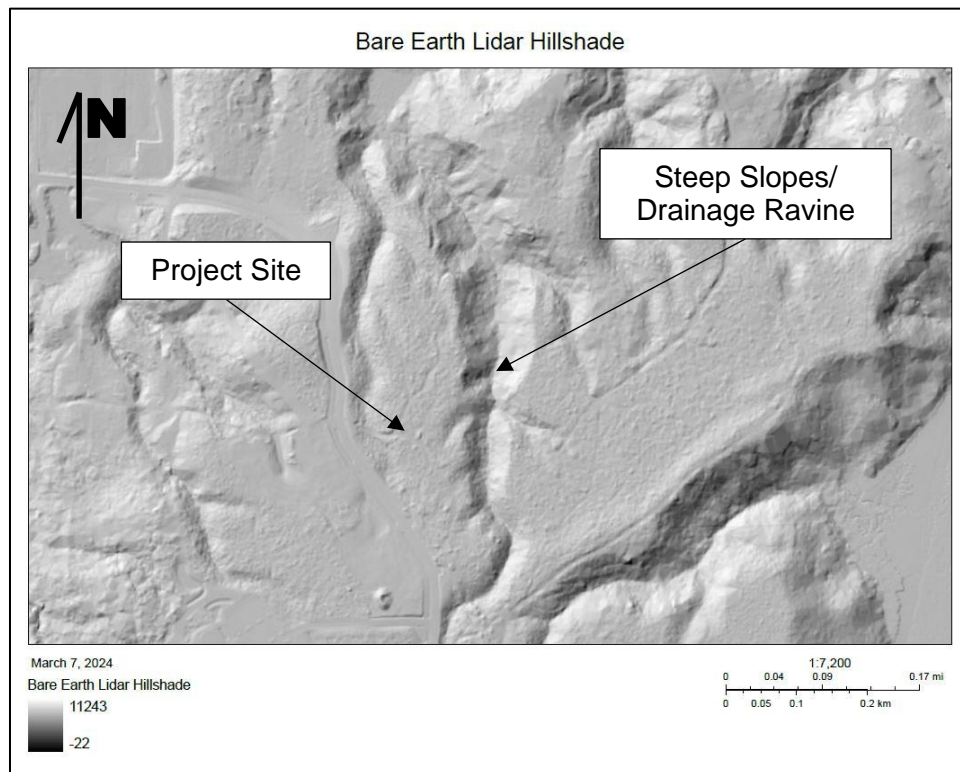 Bare Earth Lidar Hillshade
N
Steep Slopes/
Drainage Ravine
Project Site
March 7, 2024
Bare Earth Lidar Hillshade
11243
-22
1:7,200
0 0.04 0.09 0.17 mi
0 0.05 0.1 0.2 km